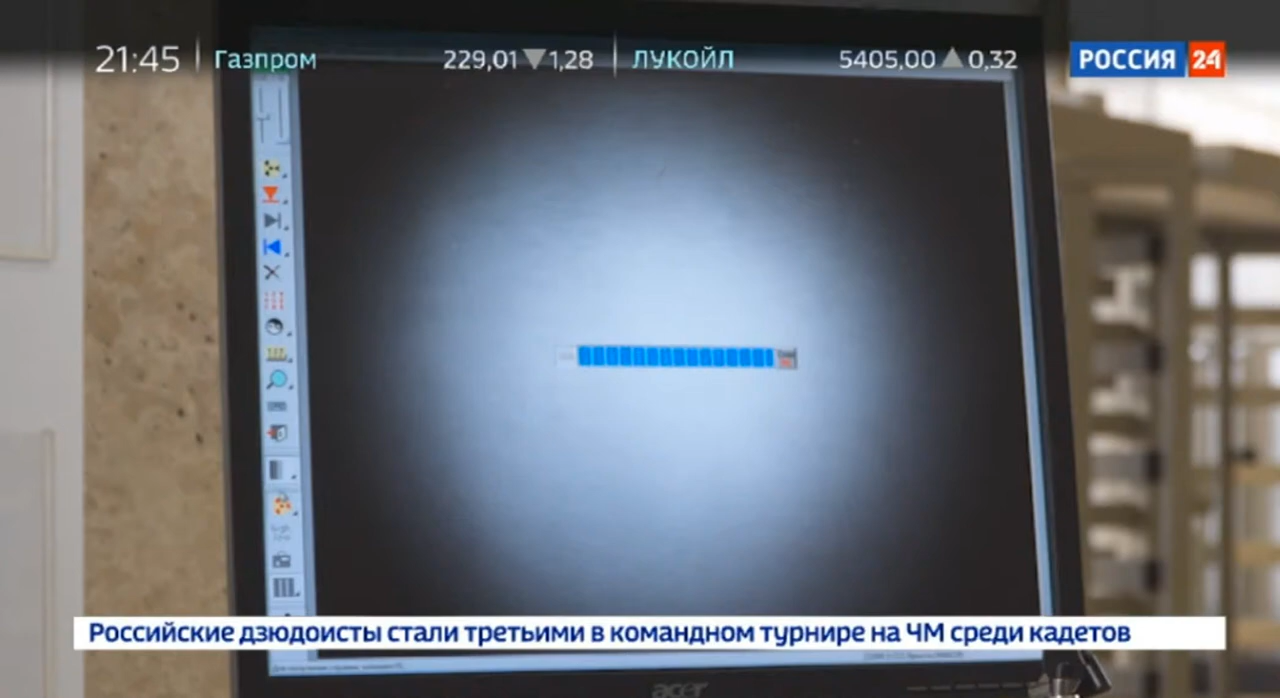 21:45 Газпром 229,01▼1,28 ЛУКОЙЛ 5405,00▲0,32 РОССИЯ 24
Российские дзюдоисты стали третьими в командном турнире на ЧМ среди кадетов
acer